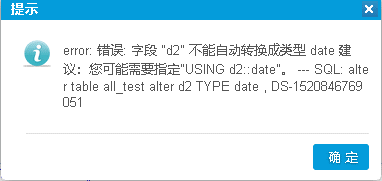 提示
error: 错误: 字段 "d2" 不能自动转换成类型 date 建
议：您可能需要指定"USING d2::date"。 --- SQL: alte
r table all_test alter d2 TYPE date , DS-1520846769
051
确 定